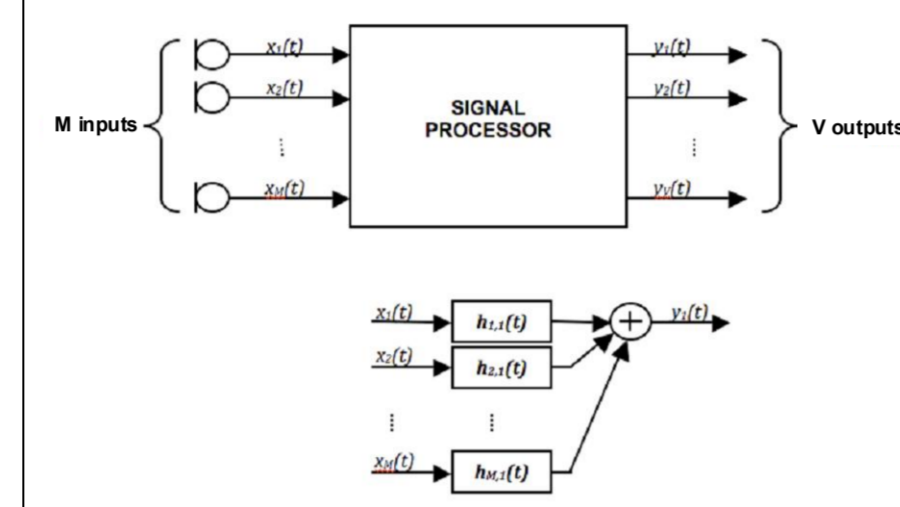 x₁(t)
y₁(t)
x₂(t)
y₂(t)
SIGNAL
PROCESSOR
M inputs
V outputs
⋮
⋮
x_M(t)
y_V(t)
x₁(t)
h₁,₁(t)
+
y₁(t)
x₂(t)
h₂,₁(t)
⋮
⋮
x_M(t)
h_M,₁(t)